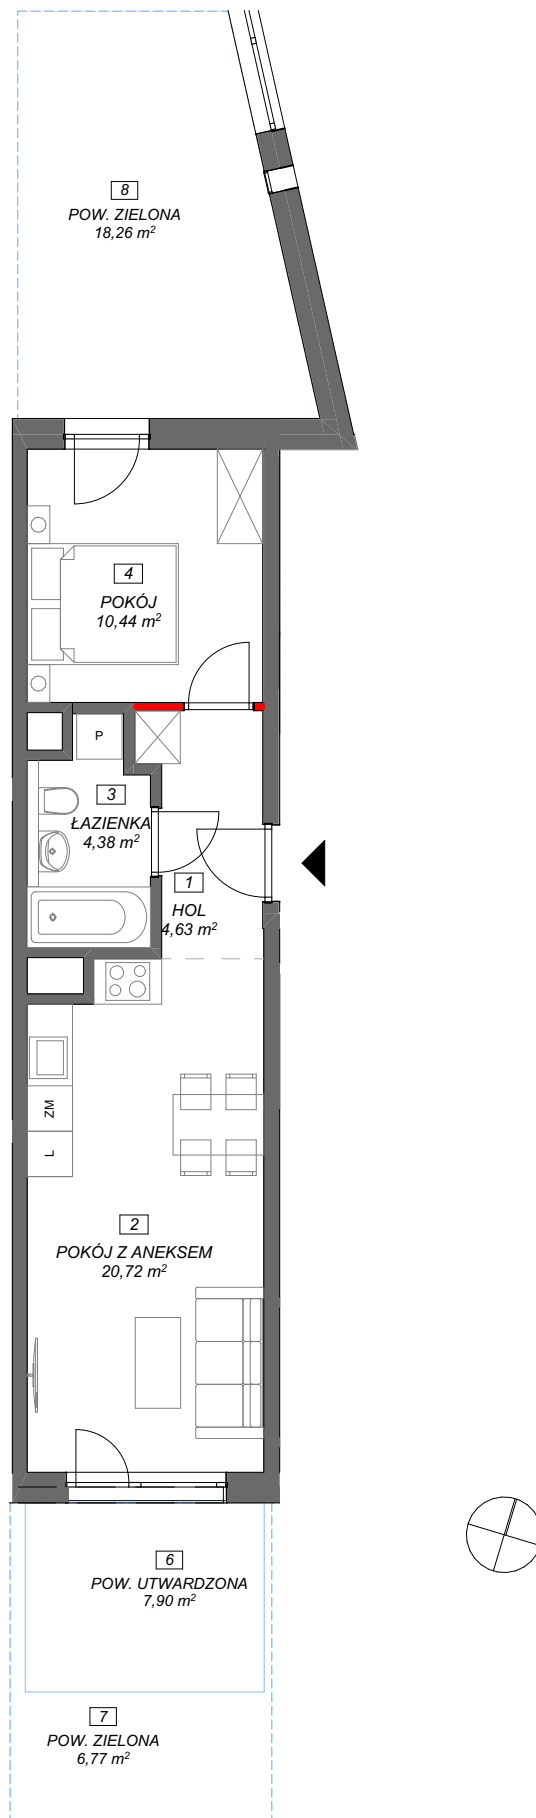 8
POW. ZIELONA
18,26 m²
4
POKÓJ
10,44 m²
P
3
ŁAZIENKA
4,38 m²
1
HOL
4,63 m²
ZM
L
2
POKÓJ Z ANEKSEM
20,72 m²
6
POW. UTWARDZONA
7,90 m²
7
POW. ZIELONA
6,77 m²